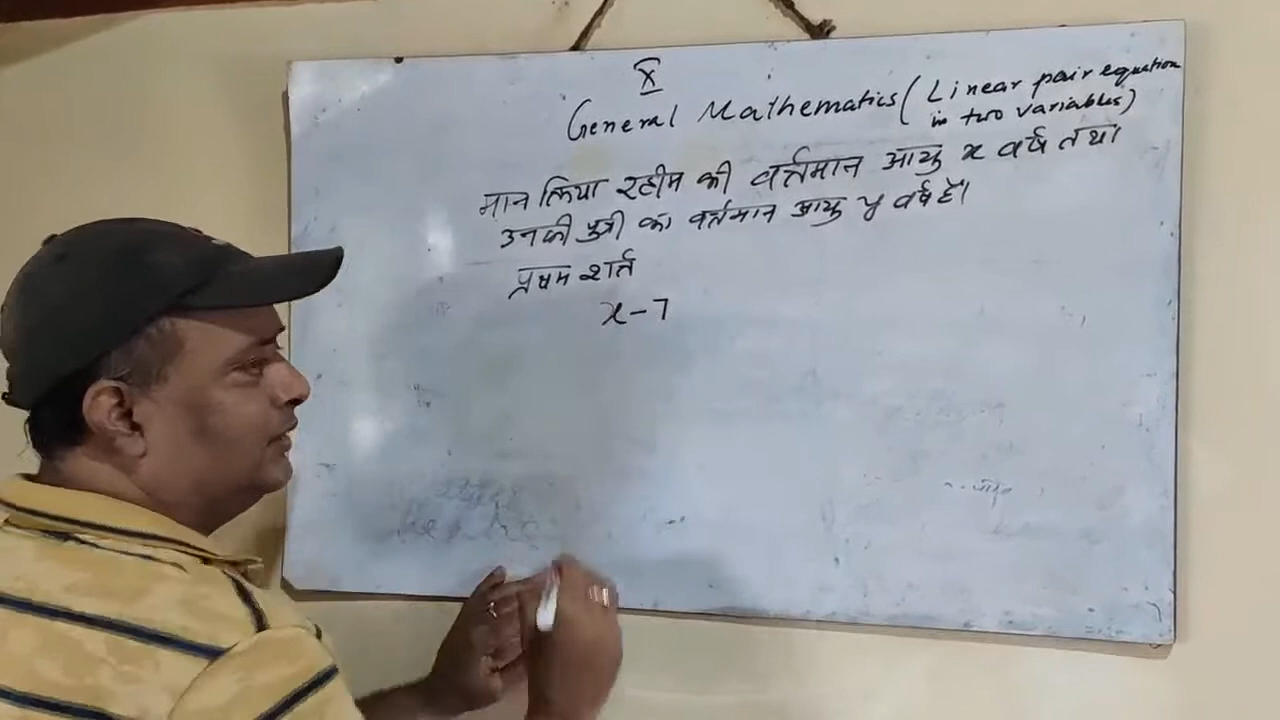 X
General Mathematics (Linear pair equation
in two variables)
मान लिया रहीम की वर्त्तमान आयु x वर्ष तथा
उनकी पुत्री का वर्तमान आयु y वर्ष है।
प्रथम शर्त
x-7